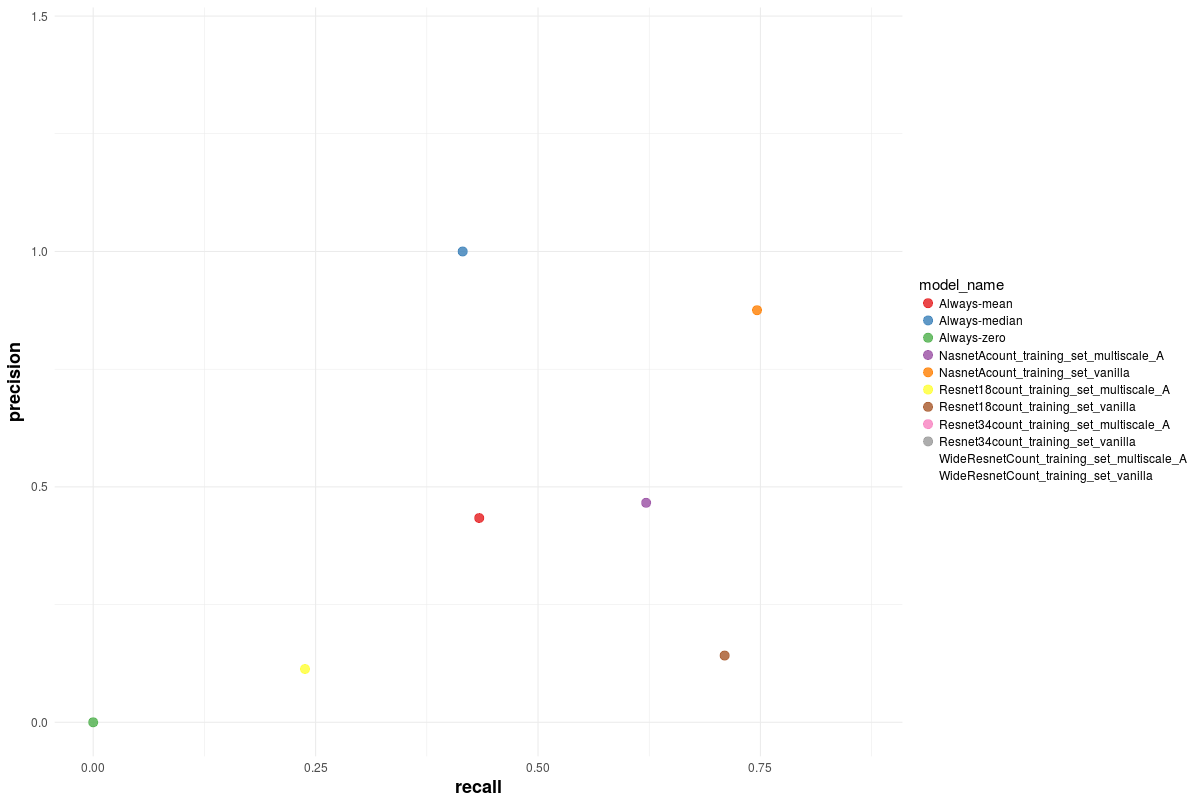 1.5
1.0
0.5
0.0
precision
0.00
0.25
0.50
0.75
recall
model_name
Always-mean
Always-median
Always-zero
NasnetAcount_training_set_multiscale_A
NasnetAcount_training_set_vanilla
Resnet18count_training_set_multiscale_A
Resnet18count_training_set_vanilla
Resnet34count_training_set_multiscale_A
Resnet34count_training_set_vanilla
WideResnetCount_training_set_multiscale_A
WideResnetCount_training_set_vanilla